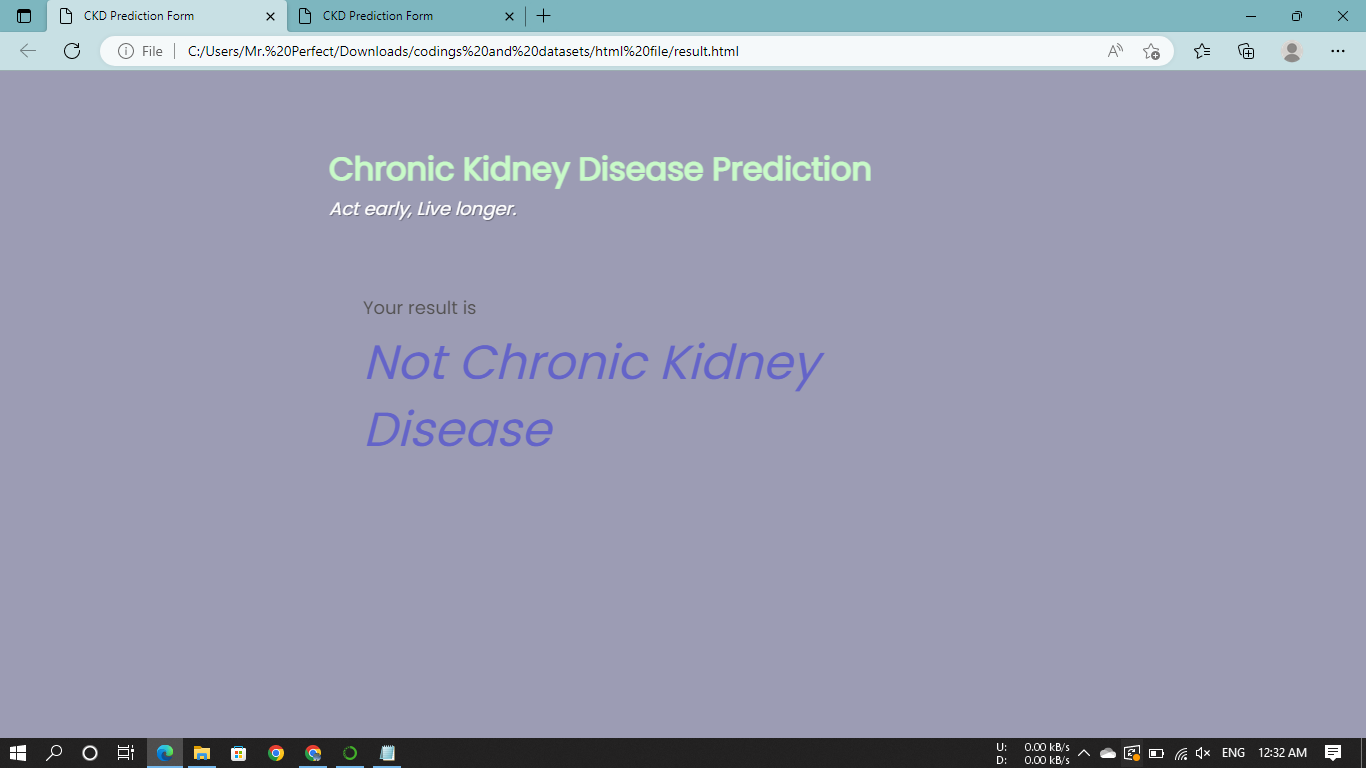 CKD Prediction Form
CKD Prediction Form
File
C:/Users/Mr.%20Perfect/Downloads/codings%20and%20datasets/html%20file/result.html
Chronic Kidney Disease Prediction
Act early, Live longer.
Your result is
Not Chronic Kidney
Disease
U: 0.00 kB/s
D: 0.00 kB/s
ENG
12:32 AM